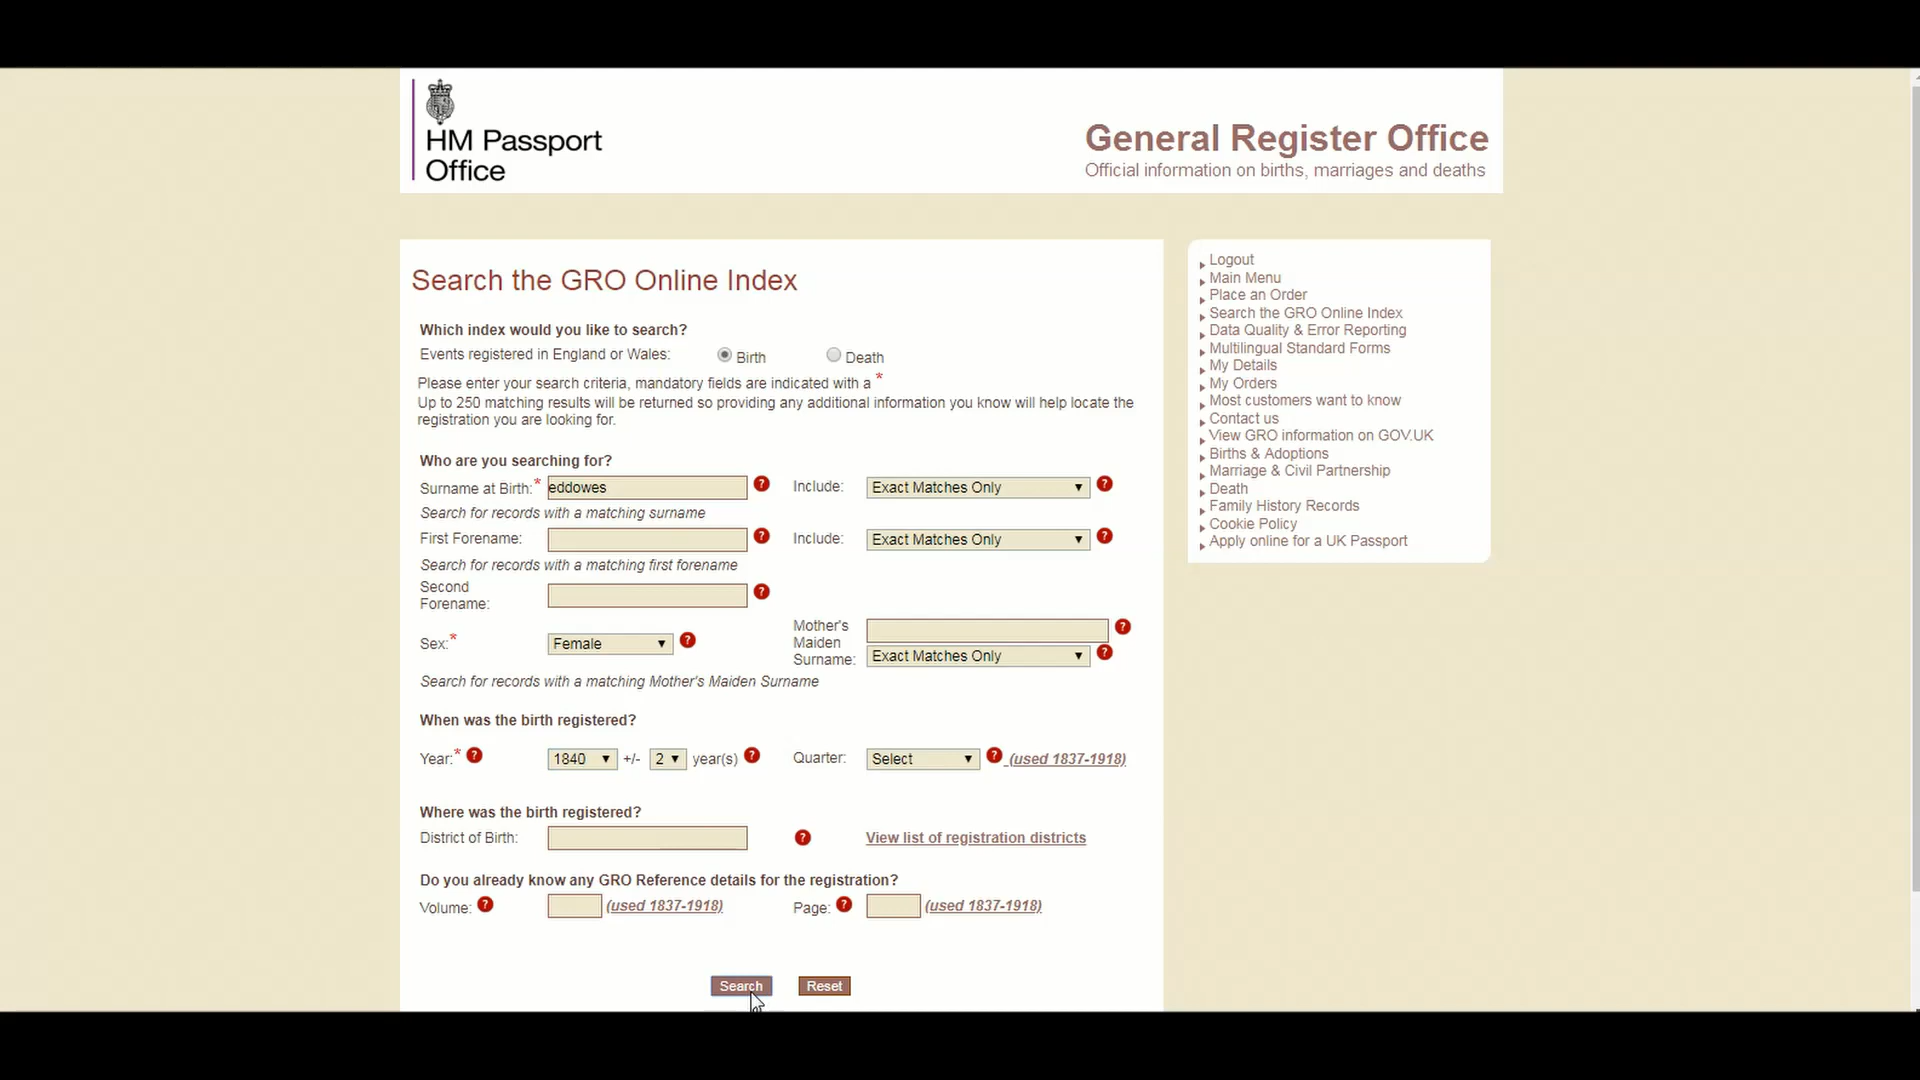 HM Passport
Office
General Register Office
Official information on births, marriages and deaths
Search the GRO Online Index
Which index would you like to search?
Events registered in England or Wales: Birth Death
Please enter your search criteria, mandatory fields are indicated with a *
Up to 250 matching results will be returned so providing any additional information you know will help locate the
registration you are looking for.
Who are you searching for?
Surname at Birth:* eddowes ? Include: Exact Matches Only ?
Search for records with a matching surname
First Forename: ? Include: Exact Matches Only ?
Search for records with a matching first forename
Second
Forename: ?
Sex:* Female ?
Mother's
Maiden
Surname: ? Exact Matches Only ?
Search for records with a matching Mother's Maiden Surname
When was the birth registered?
Year:* ? 1840 +/- 2 year(s) ? Quarter: Select ? (used 1837-1918)
Where was the birth registered?
District of Birth: ? View list of registration districts
Do you already know any GRO Reference details for the registration?
Volume: ? (used 1837-1918) Page: ? (used 1837-1918)
Search Reset
Logout
Main Menu
Place an Order
Search the GRO Online Index
Data Quality & Error Reporting
Multilingual Standard Forms
My Details
My Orders
Most customers want to know
Contact us
View GRO information on GOV.UK
Births & Adoptions
Marriage & Civil Partnership
Death
Family History Records
Cookie Policy
Apply online for a UK Passport